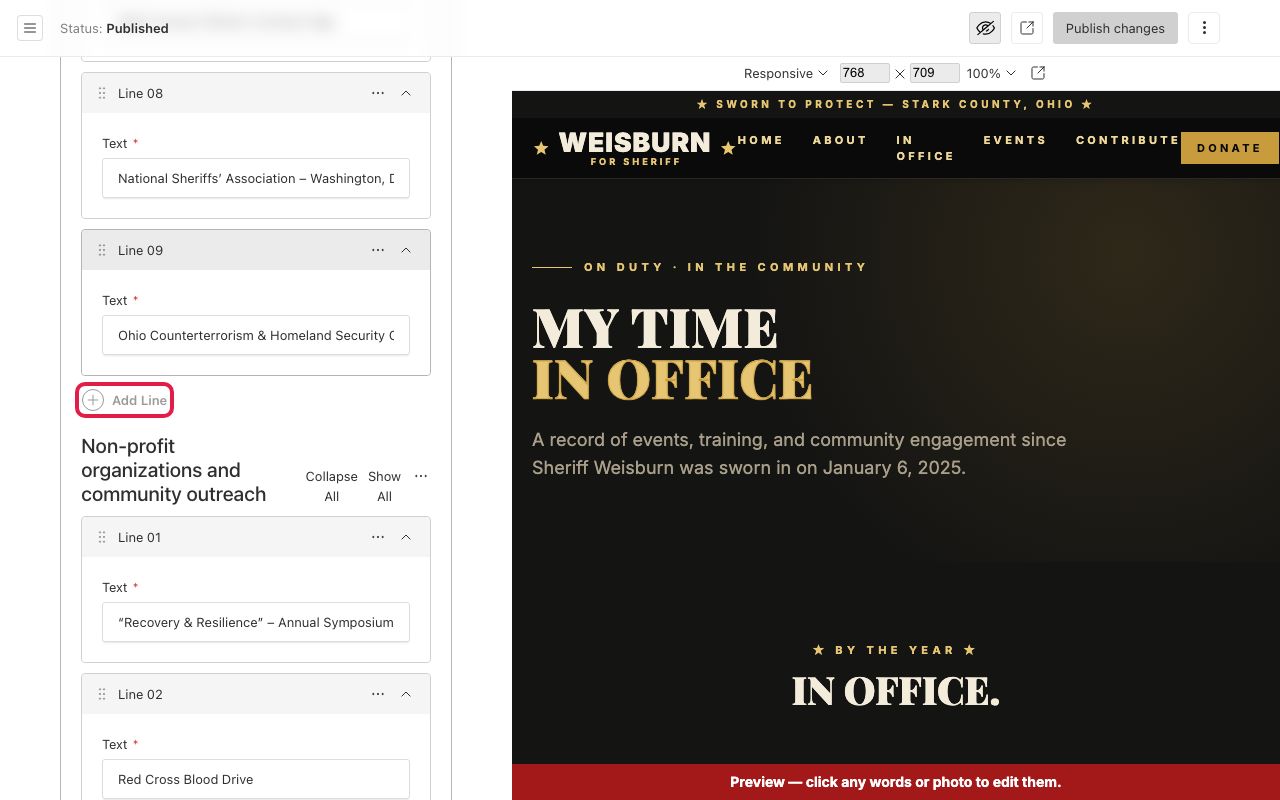 Status: Published
Publish changes
Line 08
Text *
National Sheriffs’ Association – Washington, D
Line 09
Text *
Ohio Counterterrorism & Homeland Security C
Add Line
Non-profit
organizations and
community outreach
Collapse
All
Show
All
Line 01
Text *
“Recovery & Resilience” – Annual Symposium
Line 02
Text *
Red Cross Blood Drive
Responsive
768
709
100%
★ SWORN TO PROTECT — STARK COUNTY, OHIO ★
★ WEISBURN ★
FOR SHERIFF
HOME
ABOUT
IN
OFFICE
EVENTS
CONTRIBUTE
DONATE
ON DUTY · IN THE COMMUNITY
MY TIME
IN OFFICE
A record of events, training, and community engagement since
Sheriff Weisburn was sworn in on January 6, 2025.
★ BY THE YEAR ★
IN OFFICE.
Preview — click any words or photo to edit them.